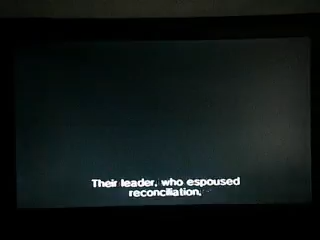 Their leader, who espoused
reconciliation,